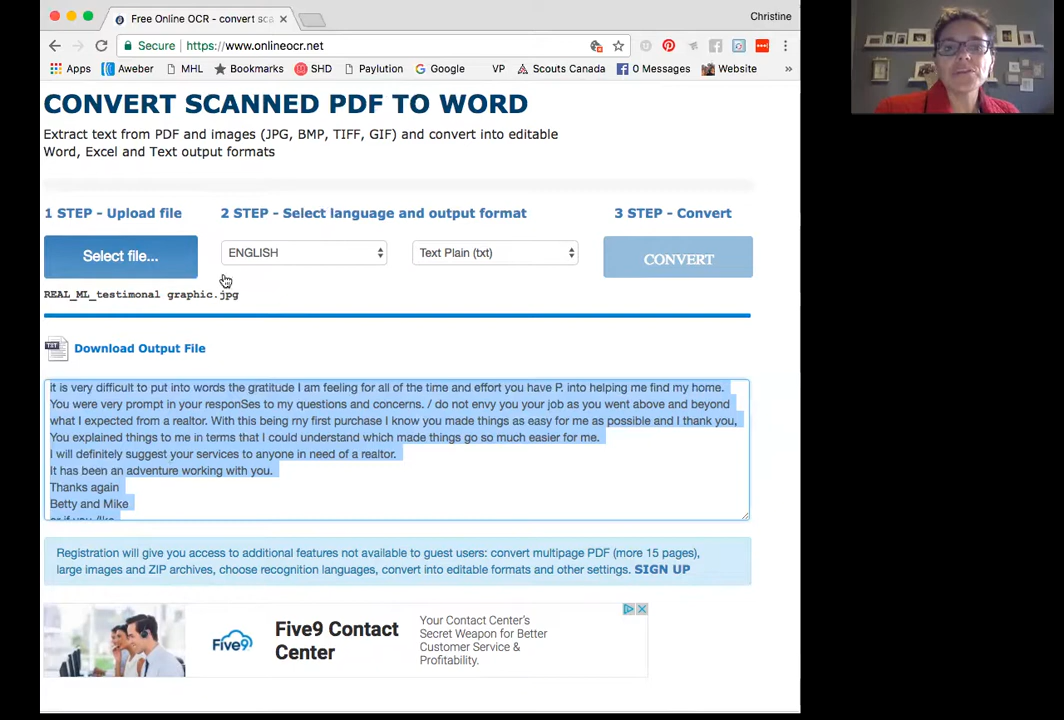 Free Online OCR - convert sca
Christine
Secure
https://www.onlineocr.net
Apps
Aweber
MHL
Bookmarks
SHD
Paylution
Google
VP
Scouts Canada
0 Messages
Website
»
CONVERT SCANNED PDF TO WORD
Extract text from PDF and images (JPG, BMP, TIFF, GIF) and convert into editable
Word, Excel and Text output formats
1 STEP - Upload file
2 STEP - Select language and output format
3 STEP - Convert
Select file...
ENGLISH
Text Plain (txt)
CONVERT
REAL_ML_testimonal graphic.jpg
TXT
Download Output File
it is very difficult to put into words the gratitude I am feeling for all of the time and effort you have P. into helping me find my home.
You were very prompt in your responSes to my questions and concerns. / do not envy you your job as you went above and beyond
what I expected from a realtor. With this being rny first purchase I know you made things as easy for me as possible and I thank you,
You explained things to me in terms that I could understand which made things go so much easier for me.
I will definitely suggest your services to anyone in need of a realtor.
It has been an adventure working with you.
Thanks again
Betty and Mike
or if you /lke
Registration will give you access to additional features not available to guest users: convert multipage PDF (more 15 pages),
large images and ZIP archives, choose recognition languages, convert into editable formats and other settings. SIGN UP
Five9
Five9 Contact
Center
Your Contact Center's
Secret Weapon for Better
Customer Service &
Profitability.